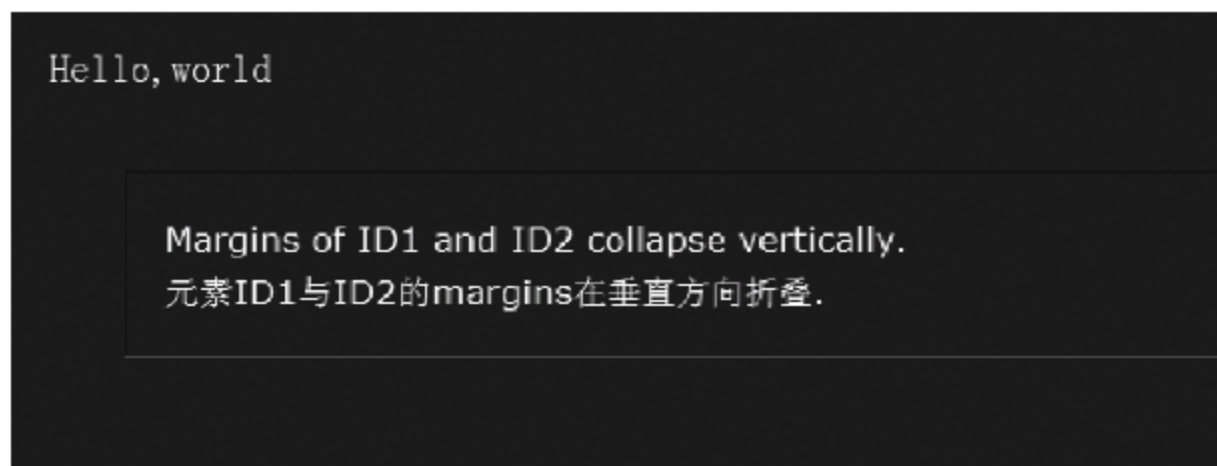 Hello,world
Margins of ID1 and ID2 collapse vertically.
元素ID1与ID2的margins在垂直方向折叠.